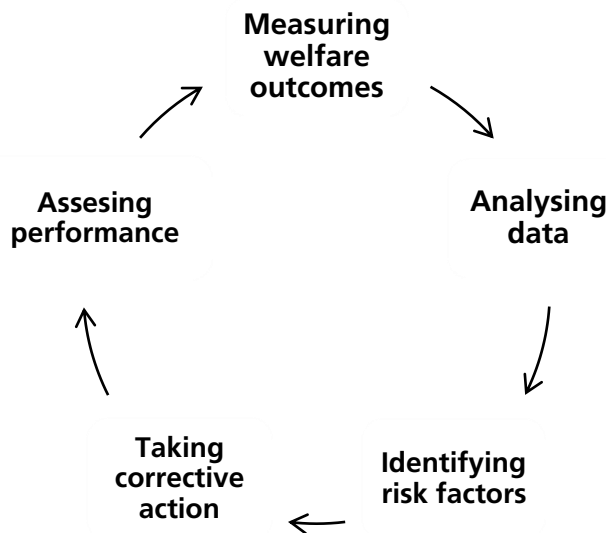 Measuring
welfare
outcomes
Analysing
data
Identifying
risk factors
Taking
corrective
action
Assesing
performance